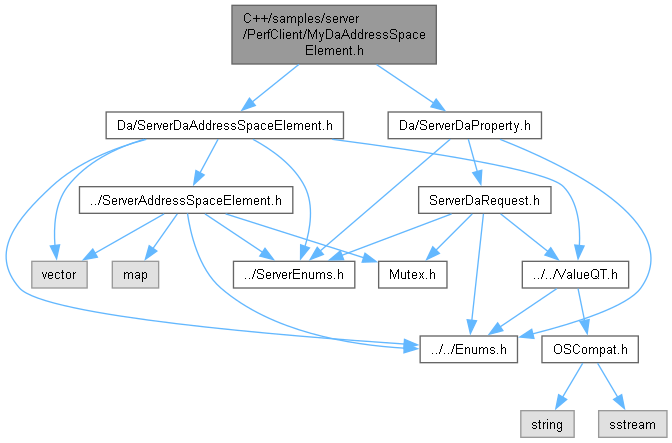 C++/samples/server
/PerfClient/MyDaAddressSpace
Element.h
Da/ServerDaAddressSpaceElement.h
Da/ServerDaProperty.h
../ServerAddressSpaceElement.h
ServerDaRequest.h
vector
map
../ServerEnums.h
Mutex.h
../../ValueQT.h
../../Enums.h
OSCompat.h
string
sstream